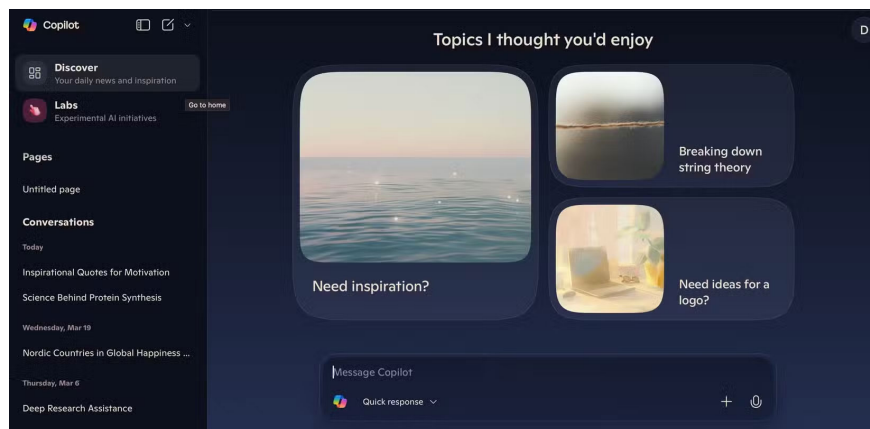 Copilot
Discover
Your daily news and inspiration
Labs
Experimental AI initiatives
Go to home
Pages
Untitled page
Conversations
Today
Inspirational Quotes for Motivation
Science Behind Protein Synthesis
Wednesday, Mar 19
Nordic Countries in Global Happiness ...
Thursday, Mar 6
Deep Research Assistance
D
Topics I thought you'd enjoy
Need inspiration?
Breaking down
string theory
Need ideas for a
logo?
Message Copilot
Quick response